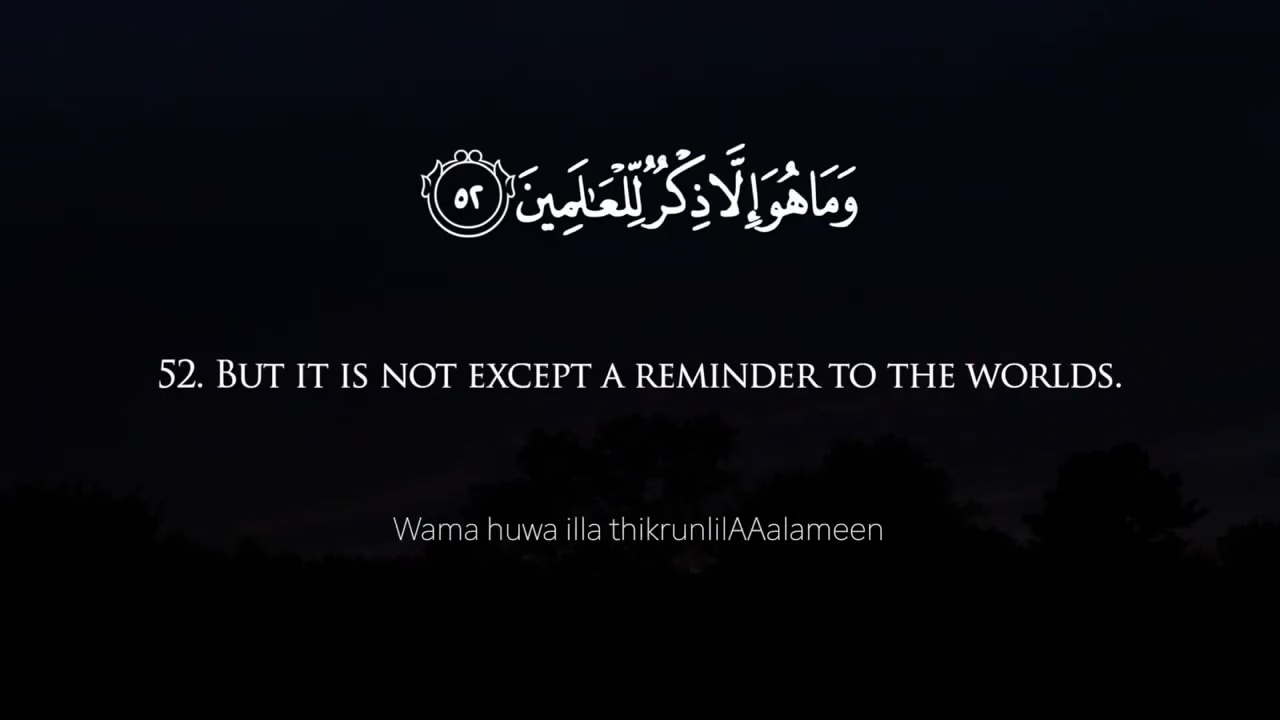 وَمَا هُوَ إِلَّا ذِكْرٌ لِّلْعَٰلَمِينَ ٥٢
52. But it is not except a reminder to the worlds.
Wama huwa illa thikrunlilAAalameen